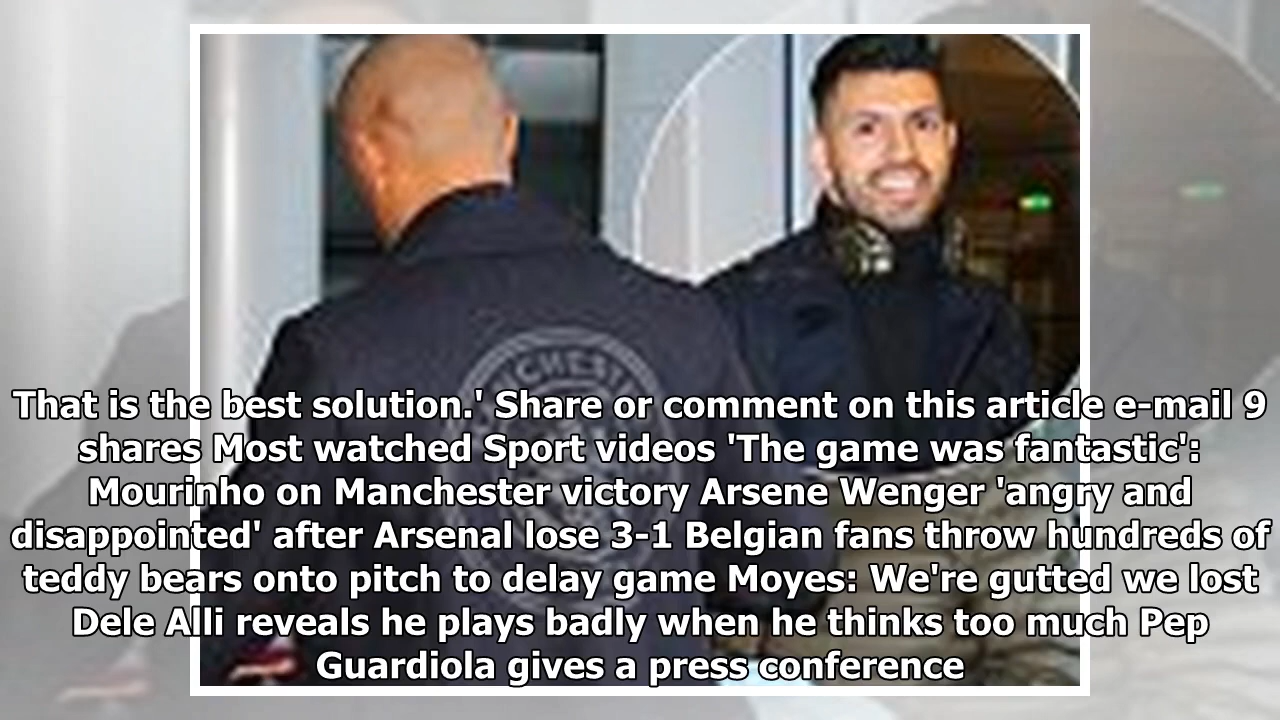 That is the best solution.' Share or comment on this article e-mail 9
shares Most watched Sport videos 'The game was fantastic':
Mourinho on Manchester victory Arsene Wenger 'angry and
disappointed' after Arsenal lose 3-1 Belgian fans throw hundreds of
teddy bears onto pitch to delay game Moyes: We're gutted we lost
Dele Alli reveals he plays badly when he thinks too much Pep
Guardiola gives a press conference